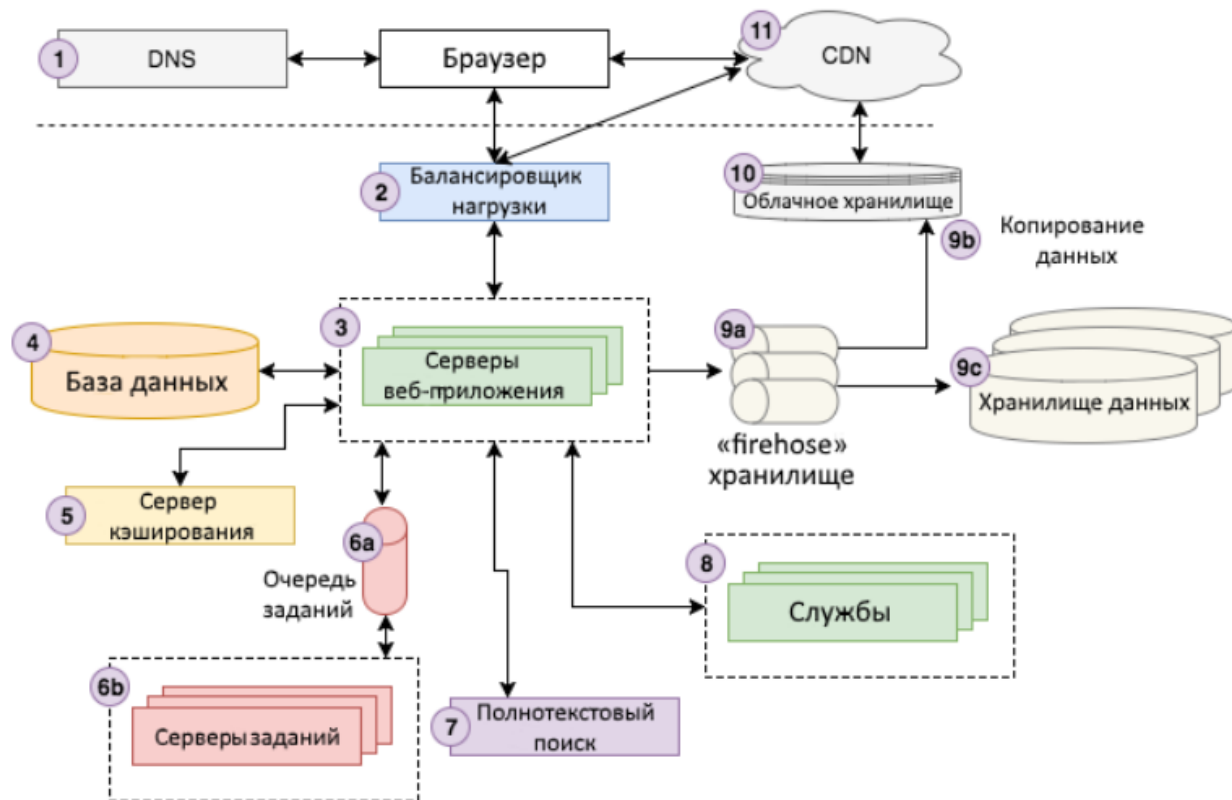 1
DNS
Браузер
11
CDN
2
Балансировщик
нагрузки
10
Облачное хранилище
9b
Копирование
данных
3
Серверы
веб-приложения
4
База данных
9a
«firehose»
хранилище
9c
Хранилище данных
5
Сервер
кэширования
6a
Очередь
заданий
8
Службы
6b
Серверы заданий
7
Полнотекстовый
поиск